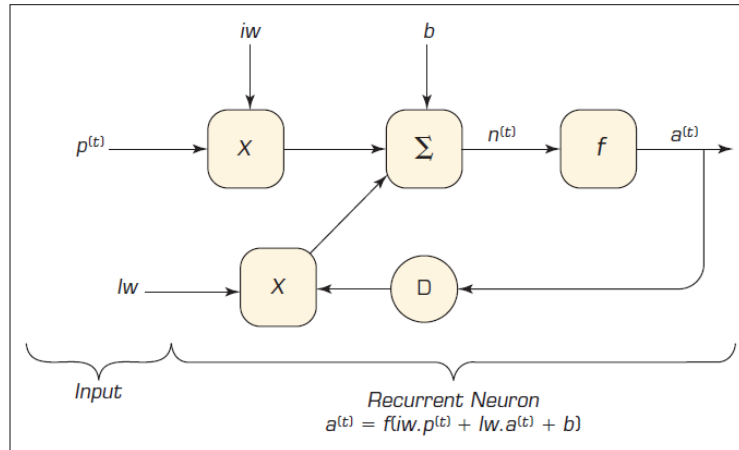 iw
b
p(t)
X
Σ
n(t)
f
a(t)
lw
X
D
Input
Recurrent Neuron
a(t) = f(iw.p(t) + lw.a(t) + b)